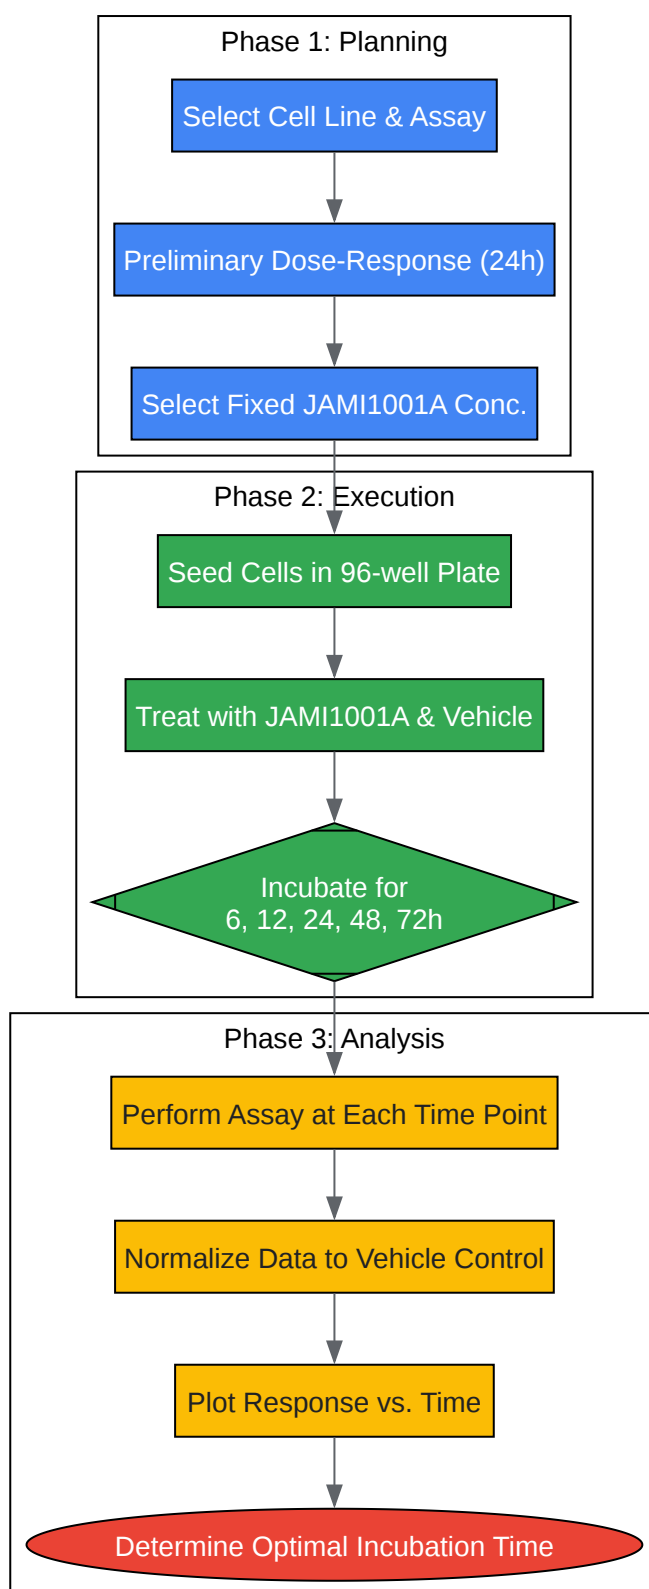 Phase 1: Planning
Select Cell Line & Assay
Preliminary Dose-Response (24h)
Select Fixed JAMI1001A Conc.
Phase 2: Execution
Seed Cells in 96-well Plate
Treat with JAMI1001A & Vehicle
Incubate for
6, 12, 24, 48, 72h
Phase 3: Analysis
Perform Assay at Each Time Point
Normalize Data to Vehicle Control
Plot Response vs. Time
Determine Optimal Incubation Time